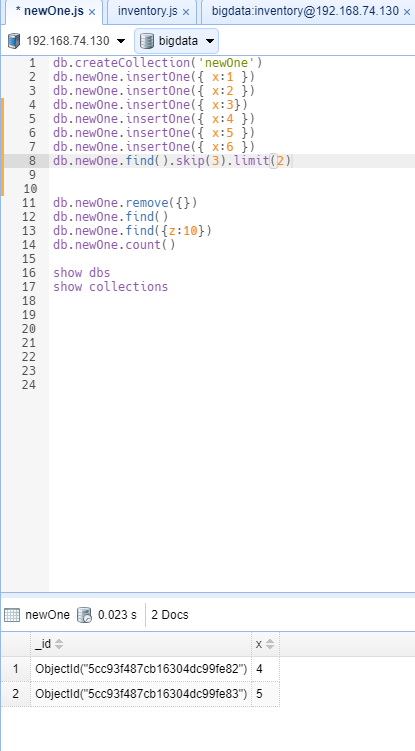 * newOne.js × inventory.js × bigdata:inventory@192.168.74.130 ×
192.168.74.130 bigdata
1 db.createCollection('newOne')
2 db.newOne.insertOne({ x:1 })
3 db.newOne.insertOne({ x:2 })
4 db.newOne.insertOne({ x:3})
5 db.newOne.insertOne({ x:4 })
6 db.newOne.insertOne({ x:5 })
7 db.newOne.insertOne({ x:6 })
8 db.newOne.find().skip(3).limit(2)
9
10
11 db.newOne.remove({})
12 db.newOne.find()
13 db.newOne.find({z:10})
14 db.newOne.count()
15
16 show dbs
17 show collections
18
19
20
21
22
23
24
newOne 0.023 s 2 Docs
_id x
1 ObjectId("5cc93f487cb16304dc99fe82") 4
2 ObjectId("5cc93f487cb16304dc99fe83") 5